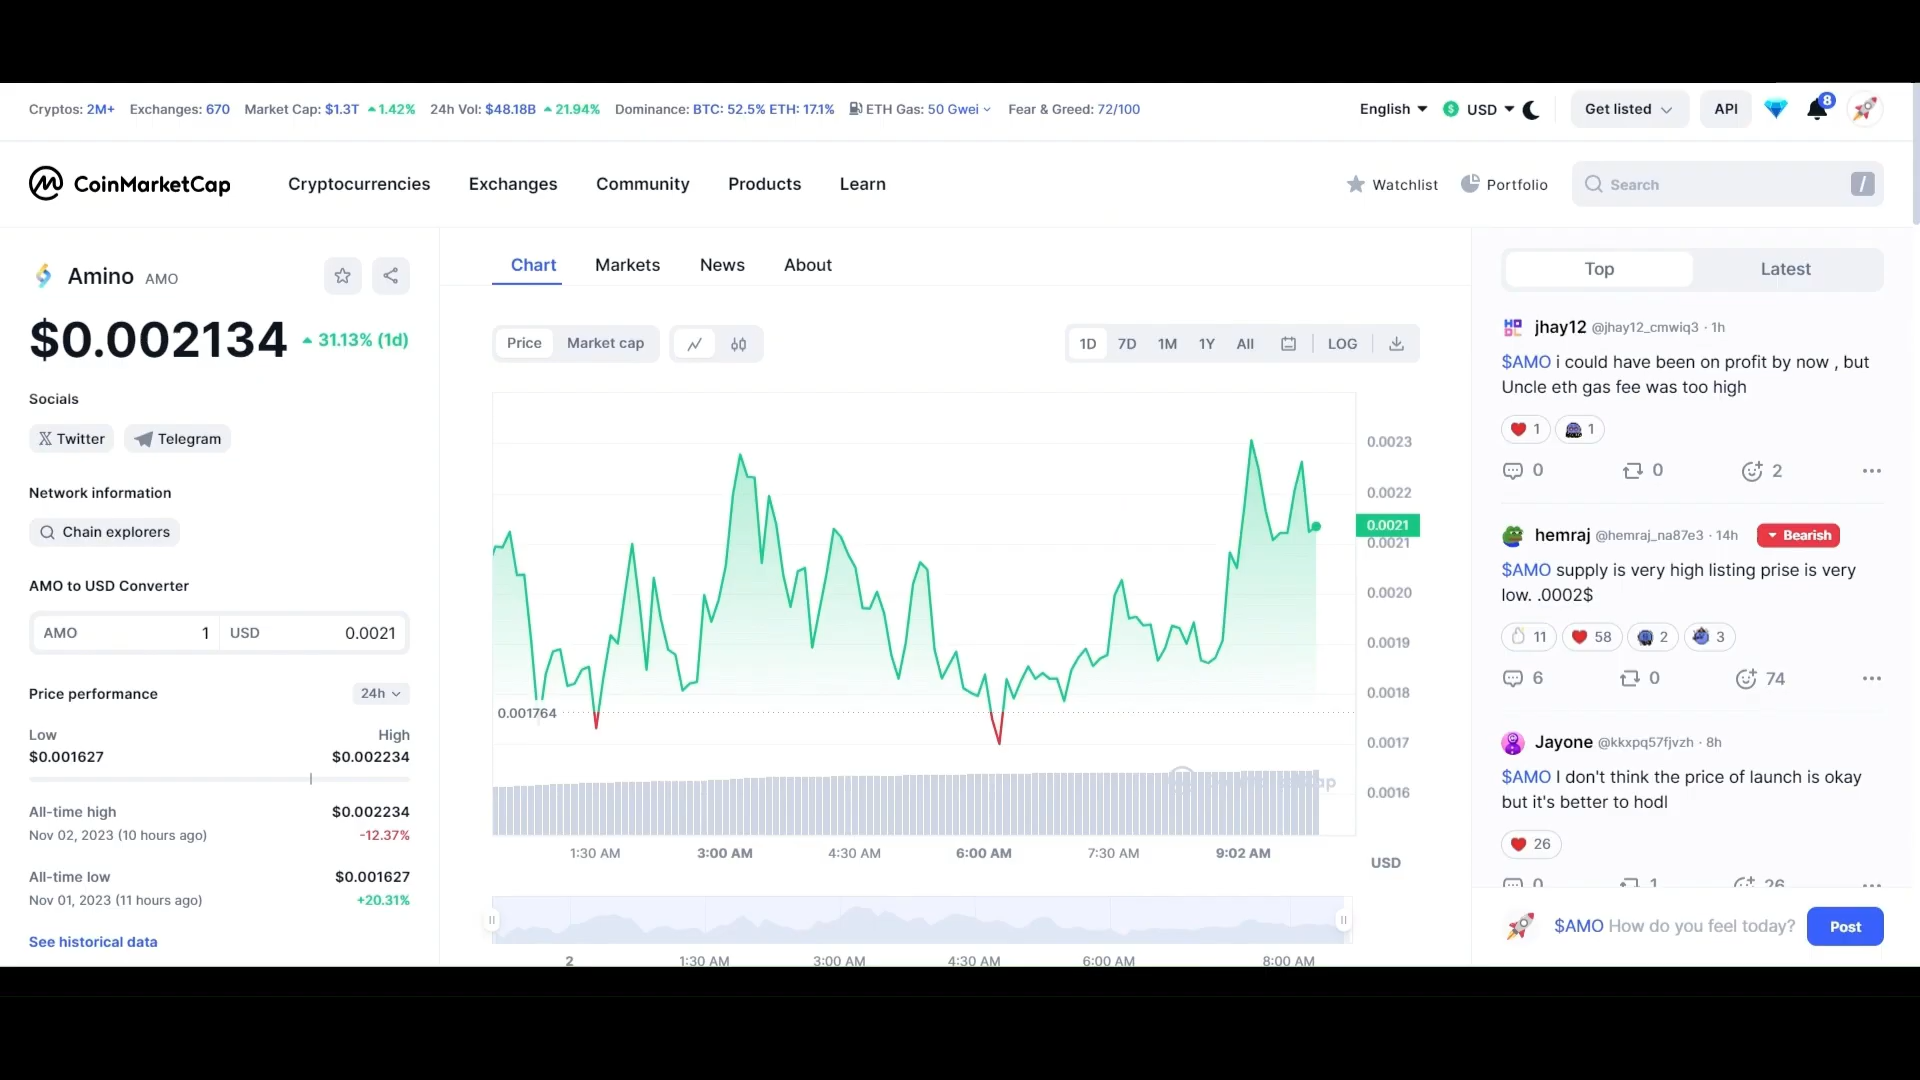 Cryptos: 2M+ Exchanges: 670 Market Cap: $1.3T 1.42% 24h Vol: $48.18B 21.94% Dominance: BTC: 52.5% ETH: 17.1% ETH Gas: 50 Gwei Fear & Greed: 72/100
English USD Get listed API 8
CoinMarketCap Cryptocurrencies Exchanges Community Products Learn Watchlist Portfolio Search /
Amino AMO
$0.002134 31.13% (1d)
Socials
Twitter Telegram
Network information
Chain explorers
AMO to USD Converter
AMO 1 USD 0.0021
Price performance 24h
Low High
$0.001627 $0.002234
All-time high $0.002234
Nov 02, 2023 (10 hours ago) -12.37%
All-time low $0.001627
Nov 01, 2023 (11 hours ago) +20.31%
See historical data
Chart Markets News About
Price Market cap 1D 7D 1M 1Y All LOG
0.0023
0.0022
0.0021
0.0021
0.0020
0.0019
0.0018
0.001764
0.0017
0.0016
1:30 AM 3:00 AM 4:30 AM 6:00 AM 7:30 AM 9:02 AM
USD
2 1:30 AM 3:00 AM 4:30 AM 6:00 AM 8:00 AM
Top Latest
jhay12 @jhay12_cmwiq3 · 1h
$AMO i could have been on profit by now , but
Uncle eth gas fee was too high
1 1
0 0 2
hemraj @hemraj_na87e3 · 14h Bearish
$AMO supply is very high listing prise is very
low. .0002$
11 58 2 3
6 0 74
Jayone @kkxpq57fjvzh · 8h
$AMO I don't think the price of launch is okay
but it's better to hodl
26
0 1 26
$AMO How do you feel today? Post